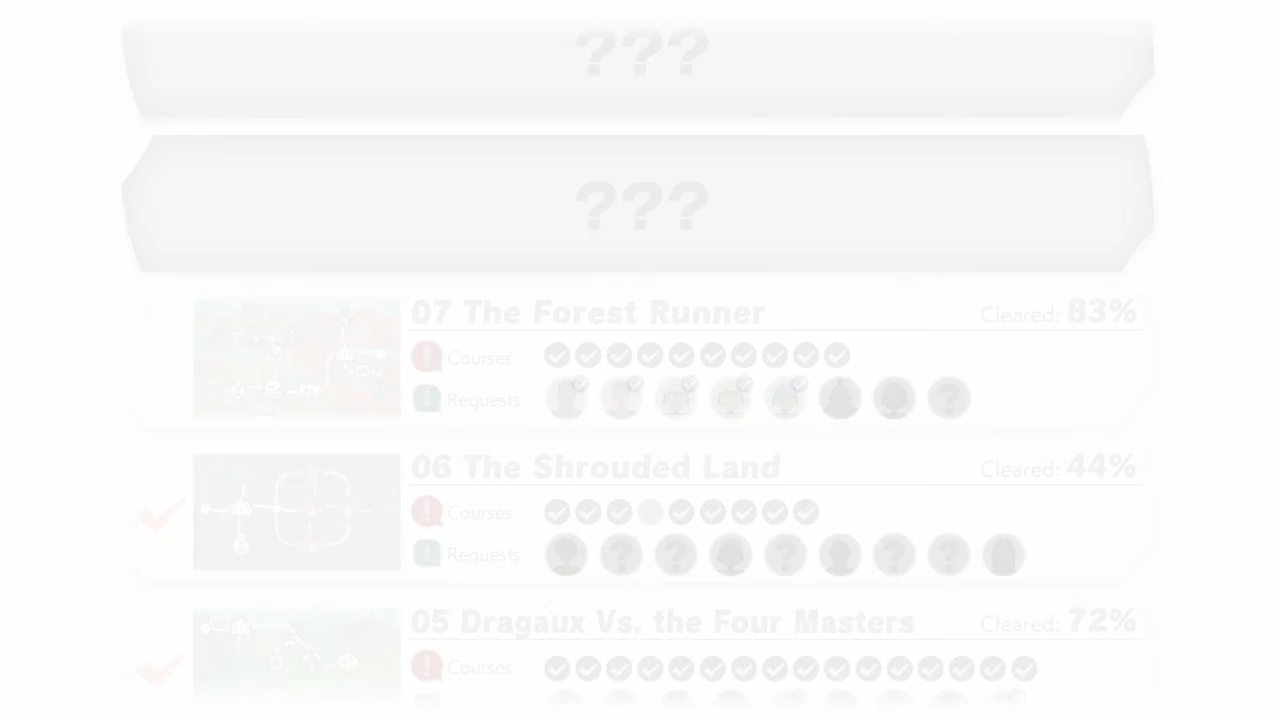 ???
???
07 The Forest Runner Cleared: 83%
! Courses
! Requests ?
06 The Shrouded Land Cleared: 44%
! Courses
! Requests ? ? ? ? ?
05 Dragaux Vs. the Four Masters Cleared: 72%
! Courses